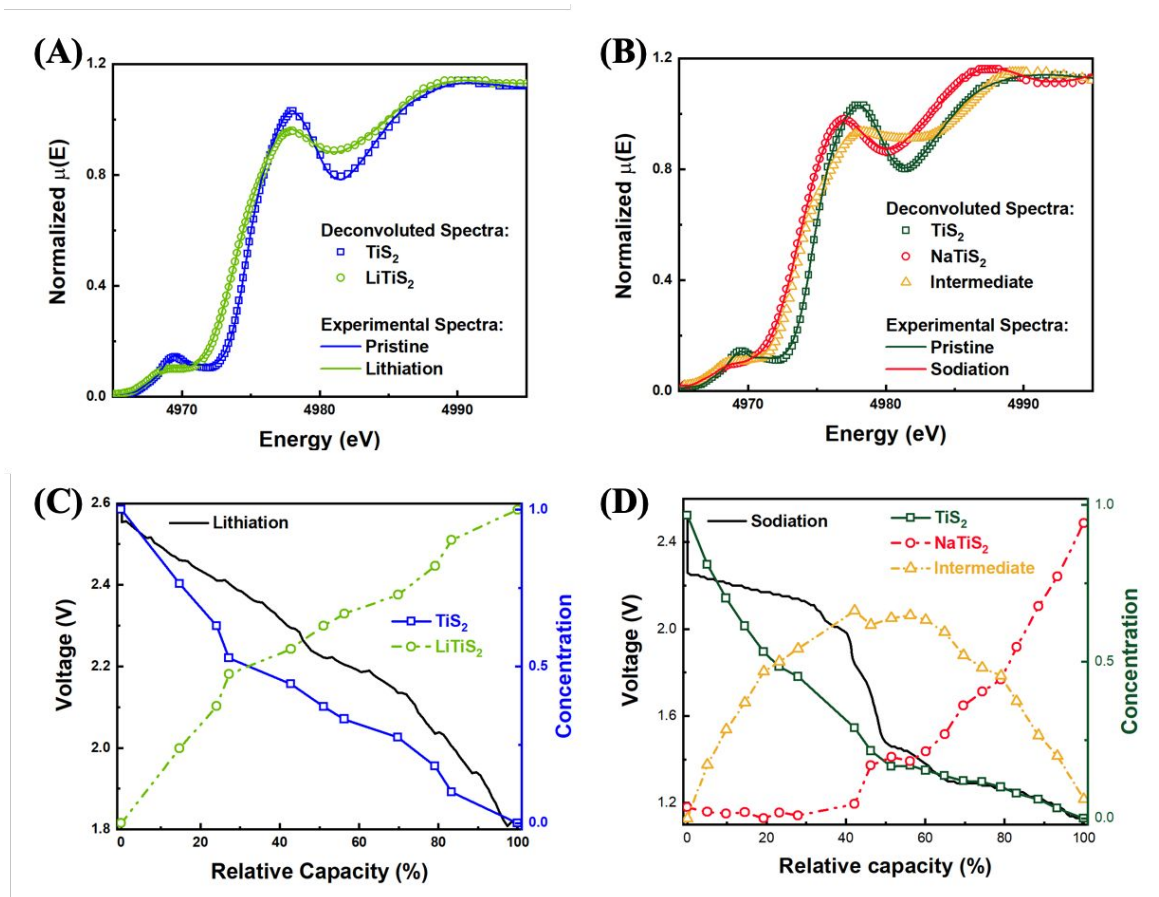 (A)
1.2
0.8
0.4
0.0
Normalized μ(E)
Deconvoluted Spectra:
TiS2
LiTiS2
Experimental Spectra:
Pristine
Lithiation
4970 4980 4990
Energy (eV)
(B)
1.2
0.8
0.4
0.0
Normalized μ(E)
Deconvoluted Spectra:
TiS2
NaTiS2
Intermediate
Experimental Spectra:
Pristine
Sodiation
4970 4980 4990
Energy (eV)
(C)
2.6
2.4
2.2
2.0
1.8
Voltage (V)
Lithiation
TiS2
LiTiS2
1.0
0.5
0.0
Concentration
0 20 40 60 80 100
Relative Capacity (%)
(D)
2.4
2.0
1.6
1.2
Voltage (V)
Sodiation
TiS2
NaTiS2
Intermediate
1.0
0.5
0.0
Concentration
0 20 40 60 80 100
Relative capacity (%)